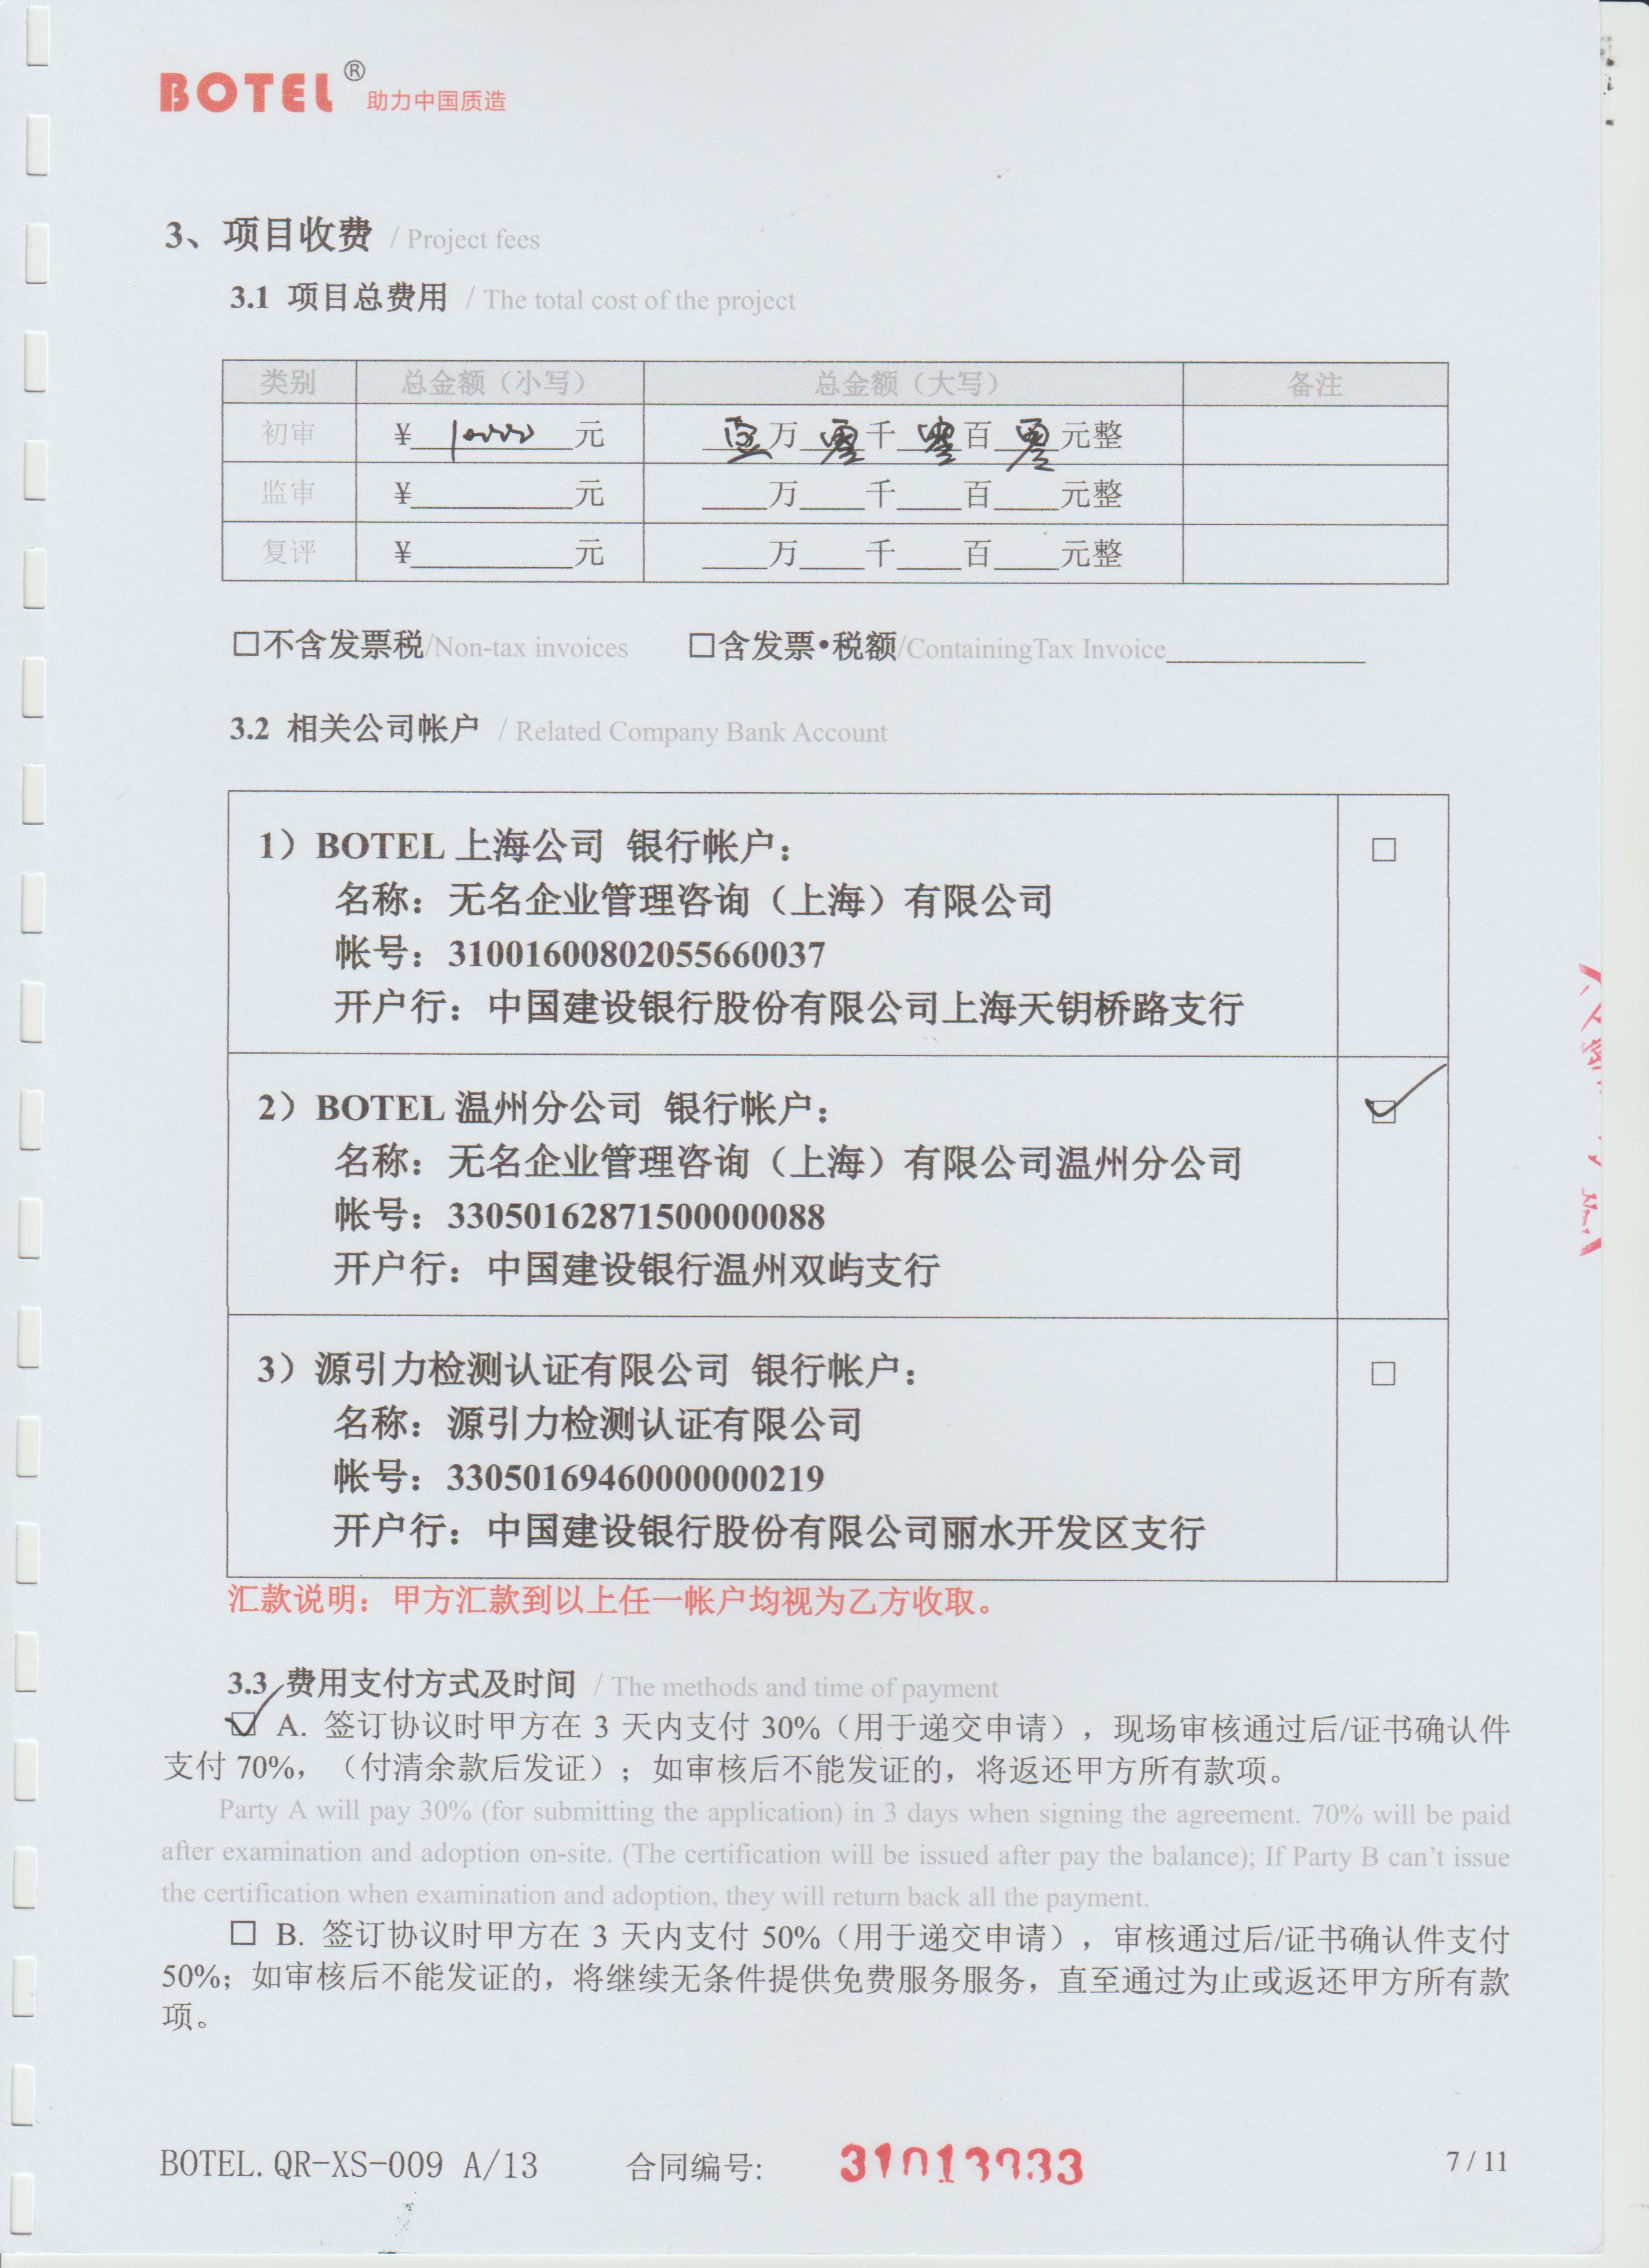 BOTEL® 助力中国质造
3、项目收费 / Project fees
3.1 项目总费用 / The total cost of the project
类别 总金额（小写） 总金额（大写） 备注
初审 ¥10000元 壹万零千零百零元整
监审 ¥____________元 ____万____千____百____元整
复评 ¥____________元 ____万____千____百____元整
□不含发票税/Non-tax invoices □含发票•税额/ContainingTax Invoice______________
3.2 相关公司帐户 / Related Company Bank Account
1）BOTEL 上海公司 银行帐户： □
名称：无名企业管理咨询（上海）有限公司
帐号：31001600802055660037
开户行：中国建设银行股份有限公司上海天钥桥路支行
2）BOTEL 温州分公司 银行帐户： ☑
名称：无名企业管理咨询（上海）有限公司温州分公司
帐号：33050162871500000088
开户行：中国建设银行温州双屿支行
3）源引力检测认证有限公司 银行帐户： □
名称：源引力检测认证有限公司
帐号：33050169460000000219
开户行：中国建设银行股份有限公司丽水开发区支行
汇款说明：甲方汇款到以上任一帐户均视为乙方收取。
3.3 费用支付方式及时间 / The methods and time of payment
☑ A. 签订协议时甲方在 3 天内支付 30%（用于递交申请），现场审核通过后/证书确认件
支付 70%，（付清余款后发证）；如审核后不能发证的，将返还甲方所有款项。
Party A will pay 30% (for submitting the application) in 3 days when signing the agreement. 70% will be paid
after examination and adoption on-site. (The certification will be issued after pay the balance); If Party B can't issue
the certification when examination and adoption, they will return back all the payment.
□ B. 签订协议时甲方在 3 天内支付 50%（用于递交申请），审核通过后/证书确认件支付
50%；如审核后不能发证的，将继续无条件提供免费服务服务，直至通过为止或返还甲方所有款
项。
BOTEL.QR-XS-009 A/13 合同编号: 31013933 7 / 11